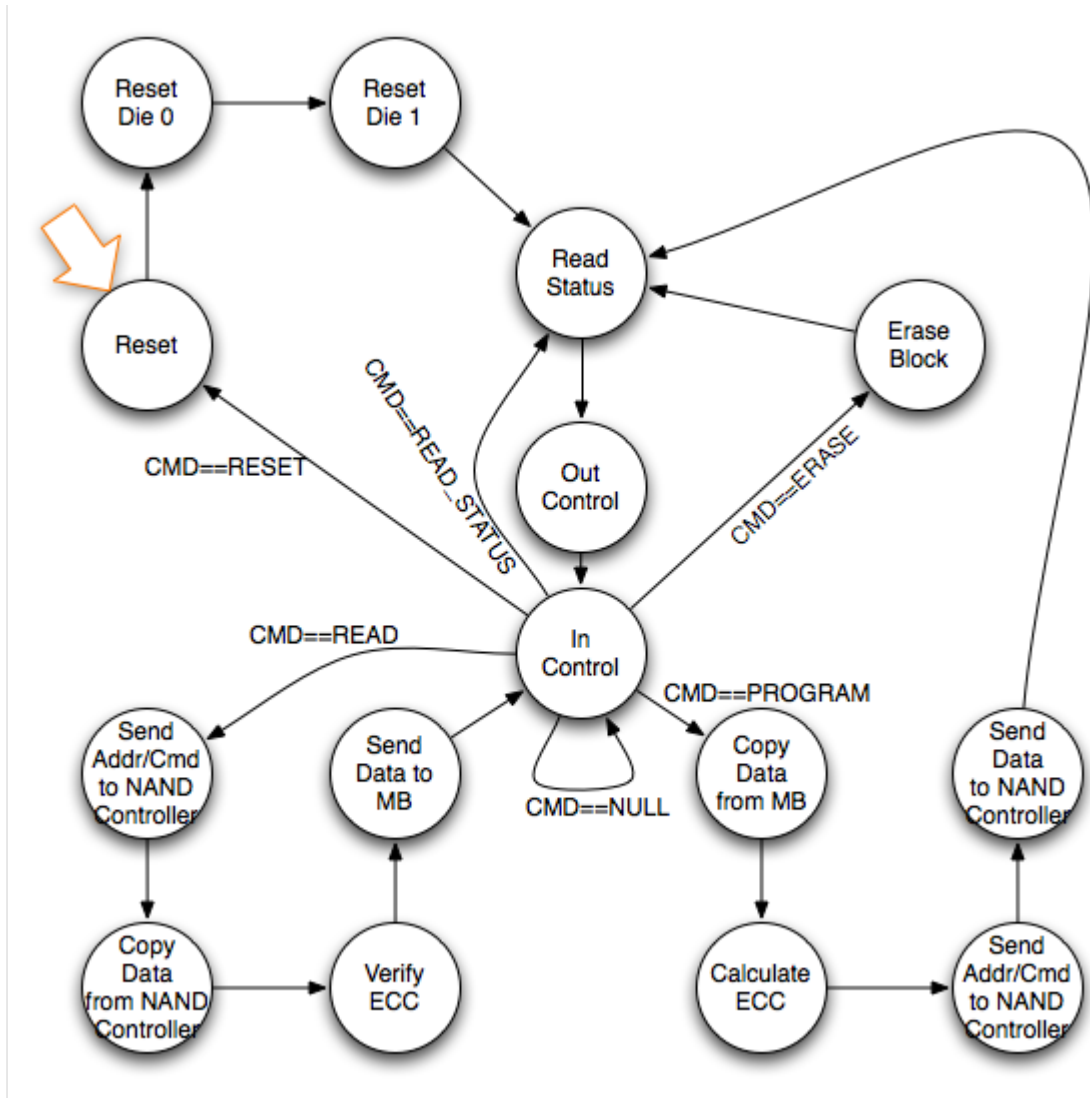 Reset
Die 0
Reset
Die 1
Read
Status
Reset
Erase
Block
CMD==RESET
CMD==READ_STATUS
Out
Control
CMD==ERASE
In
Control
CMD==READ
CMD==PROGRAM
CMD==NULL
Send
Addr/Cmd
to NAND
Controller
Send
Data to
MB
Copy
Data
from MB
Send
Data
to NAND
Controller
Copy
Data
from NAND
Controller
Verify
ECC
Calculate
ECC
Send
Addr/Cmd
to NAND
Controller